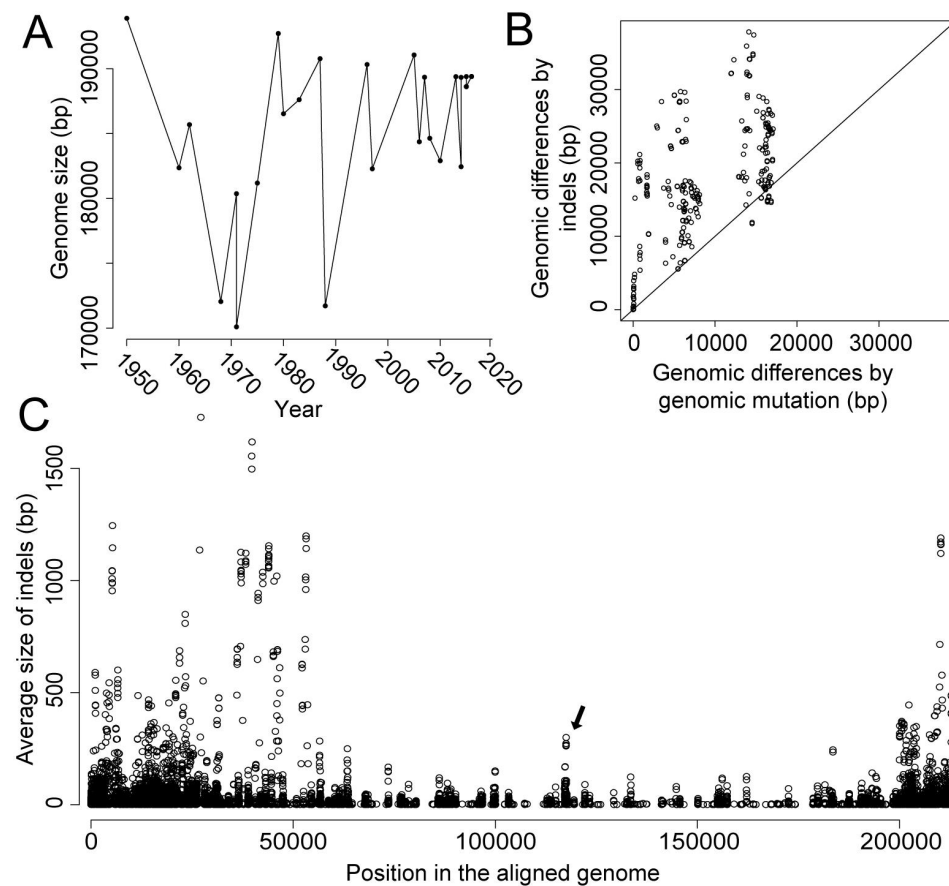 A
Genome size (bp)
190000
180000
170000
1950
1960
1970
1980
1990
2000
2010
2020
Year
B
Genomic differences by
indels (bp)
30000
20000
10000
0
0
10000
20000
30000
Genomic differences by
genomic mutation (bp)
C
Average size of indels (bp)
1500
1000
500
0
0
50000
100000
150000
200000
Position in the aligned genome